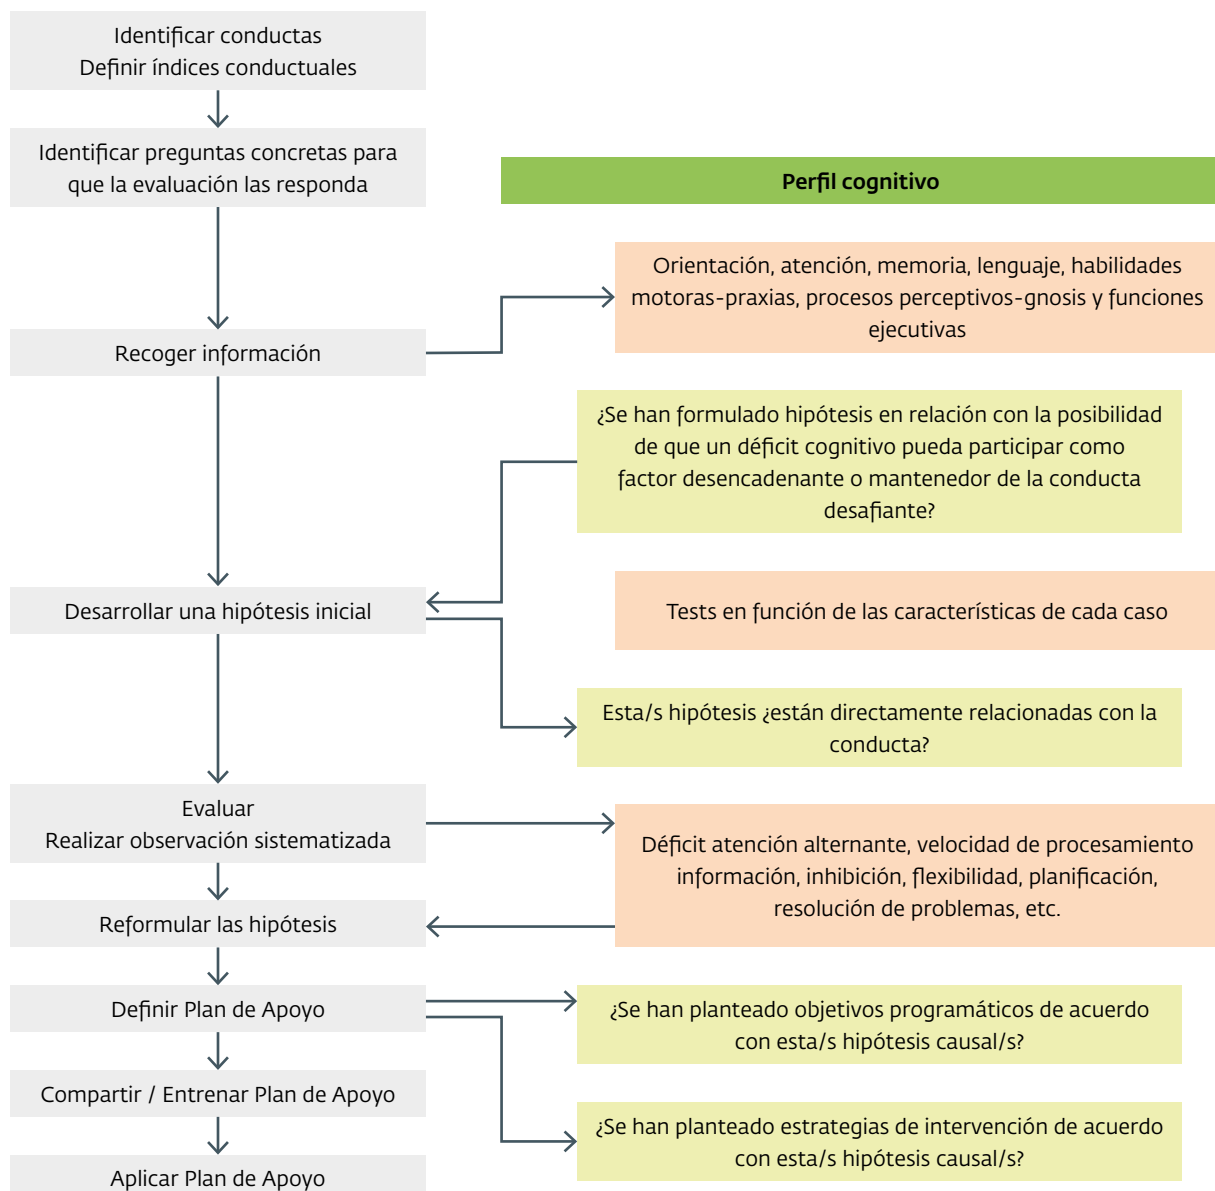 Identificar conductas
Definir índices conductuales
Identificar preguntas concretas para
que la evaluación las responda
Perfil cognitivo
Orientación, atención, memoria, lenguaje, habilidades
motoras-praxias, procesos perceptivos-gnosis y funciones
ejecutivas
Recoger información
¿Se han formulado hipótesis en relación con la posibilidad
de que un déficit cognitivo pueda participar como
factor desencadenante o mantenedor de la conducta
desafiante?
Desarrollar una hipótesis inicial
Tests en función de las características de cada caso
Esta/s hipótesis ¿están directamente relacionadas con la
conducta?
Evaluar
Realizar observación sistematizada
Déficit atención alternante, velocidad de procesamiento
información, inhibición, flexibilidad, planificación,
resolución de problemas, etc.
Reformular las hipótesis
Definir Plan de Apoyo
¿Se han planteado objetivos programáticos de acuerdo
con esta/s hipótesis causal/s?
Compartir / Entrenar Plan de Apoyo
¿Se han planteado estrategias de intervención de acuerdo
con esta/s hipótesis causal/s?
Aplicar Plan de Apoyo